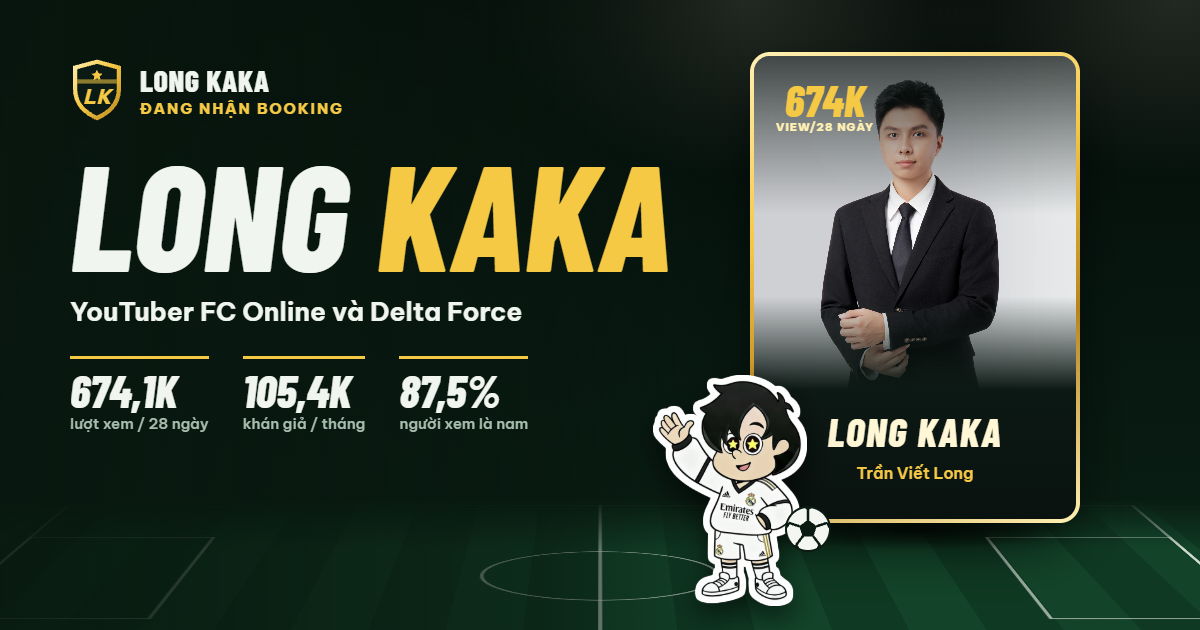 LK
LONG KAKA
ĐANG NHẬN BOOKING
LONG KAKA
YouTuber FC Online và Delta Force
674,1K
lượt xem / 28 ngày
105,4K
khán giả / tháng
87,5%
người xem là nam
674K
VIEW/28 NGÀY
LONG KAKA
Trần Viết Long
Emirates
FLY BETTER